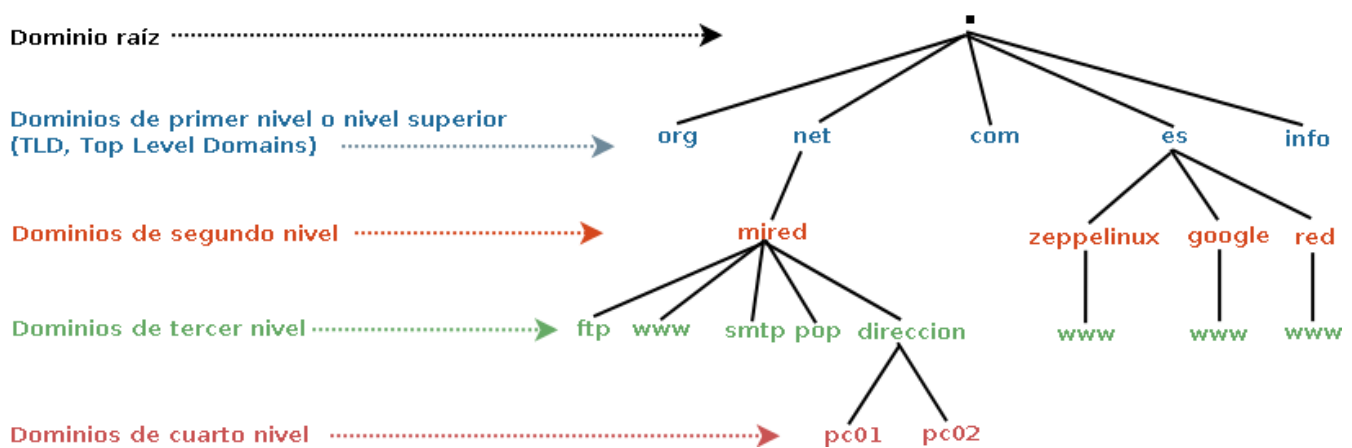 .
Dominio raíz
Dominios de primer nivel o nivel superior
(TLD, Top Level Domains)
org net com es info
Dominios de segundo nivel
mired zeppelinux google red
Dominios de tercer nivel
ftp www smtp pop direccion www www www
Dominios de cuarto nivel
pc01 pc02